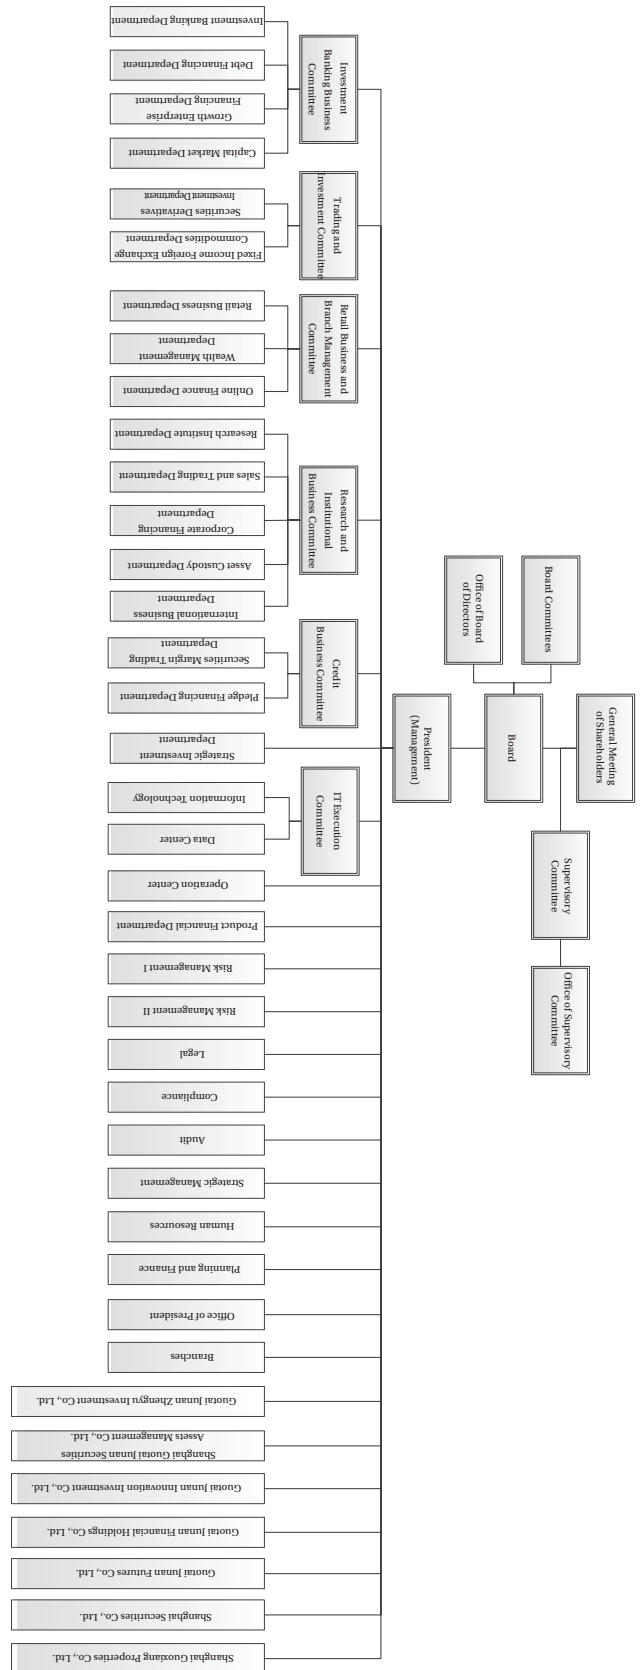 General Meeting
of Shareholders
Supervisory
Committee
Office of Supervisory
Committee
Board
Board Committees
Office of Board
of Directors
President
(Management)
Investment
Banking Business
Committee
Investment Banking Department
Debt Financing Department
Growth Enterprise
Financing Department
Capital Market Department
Trading and
Investment Committee
Securities Derivatives
Investment Department
Fixed Income Foreign Exchange
Commodities Department
Retail Business and
Branch Management
Committee
Retail Business Department
Wealth Management
Department
Online Finance Department
Research and
Institutional
Business Committee
Research Institute Department
Sales and Trading Department
Corporate Financing
Department
Asset Custody Department
International Business
Department
Credit
Business Committee
Securities Margin Trading
Department
Pledge Financing Department
Strategic Investment
Department
IT Execution
Committee
Information Technology
Data Center
Operation Center
Product Financial Department
Risk Management I
Risk Management II
Legal
Compliance
Audit
Strategic Management
Human Resources
Planning and Finance
Office of President
Branches
Guotai Junan Zhengyu Investment Co., Ltd.
Shanghai Guotai Junan Securities
Assets Management Co., Ltd.
Guotai Junan Innovation Investment Co., Ltd.
Guotai Junan Financial Holdings Co., Ltd.
Guotai Junan Futures Co., Ltd.
Shanghai Securities Co., Ltd.
Shanghai Guoxiang Properties Co., Ltd.